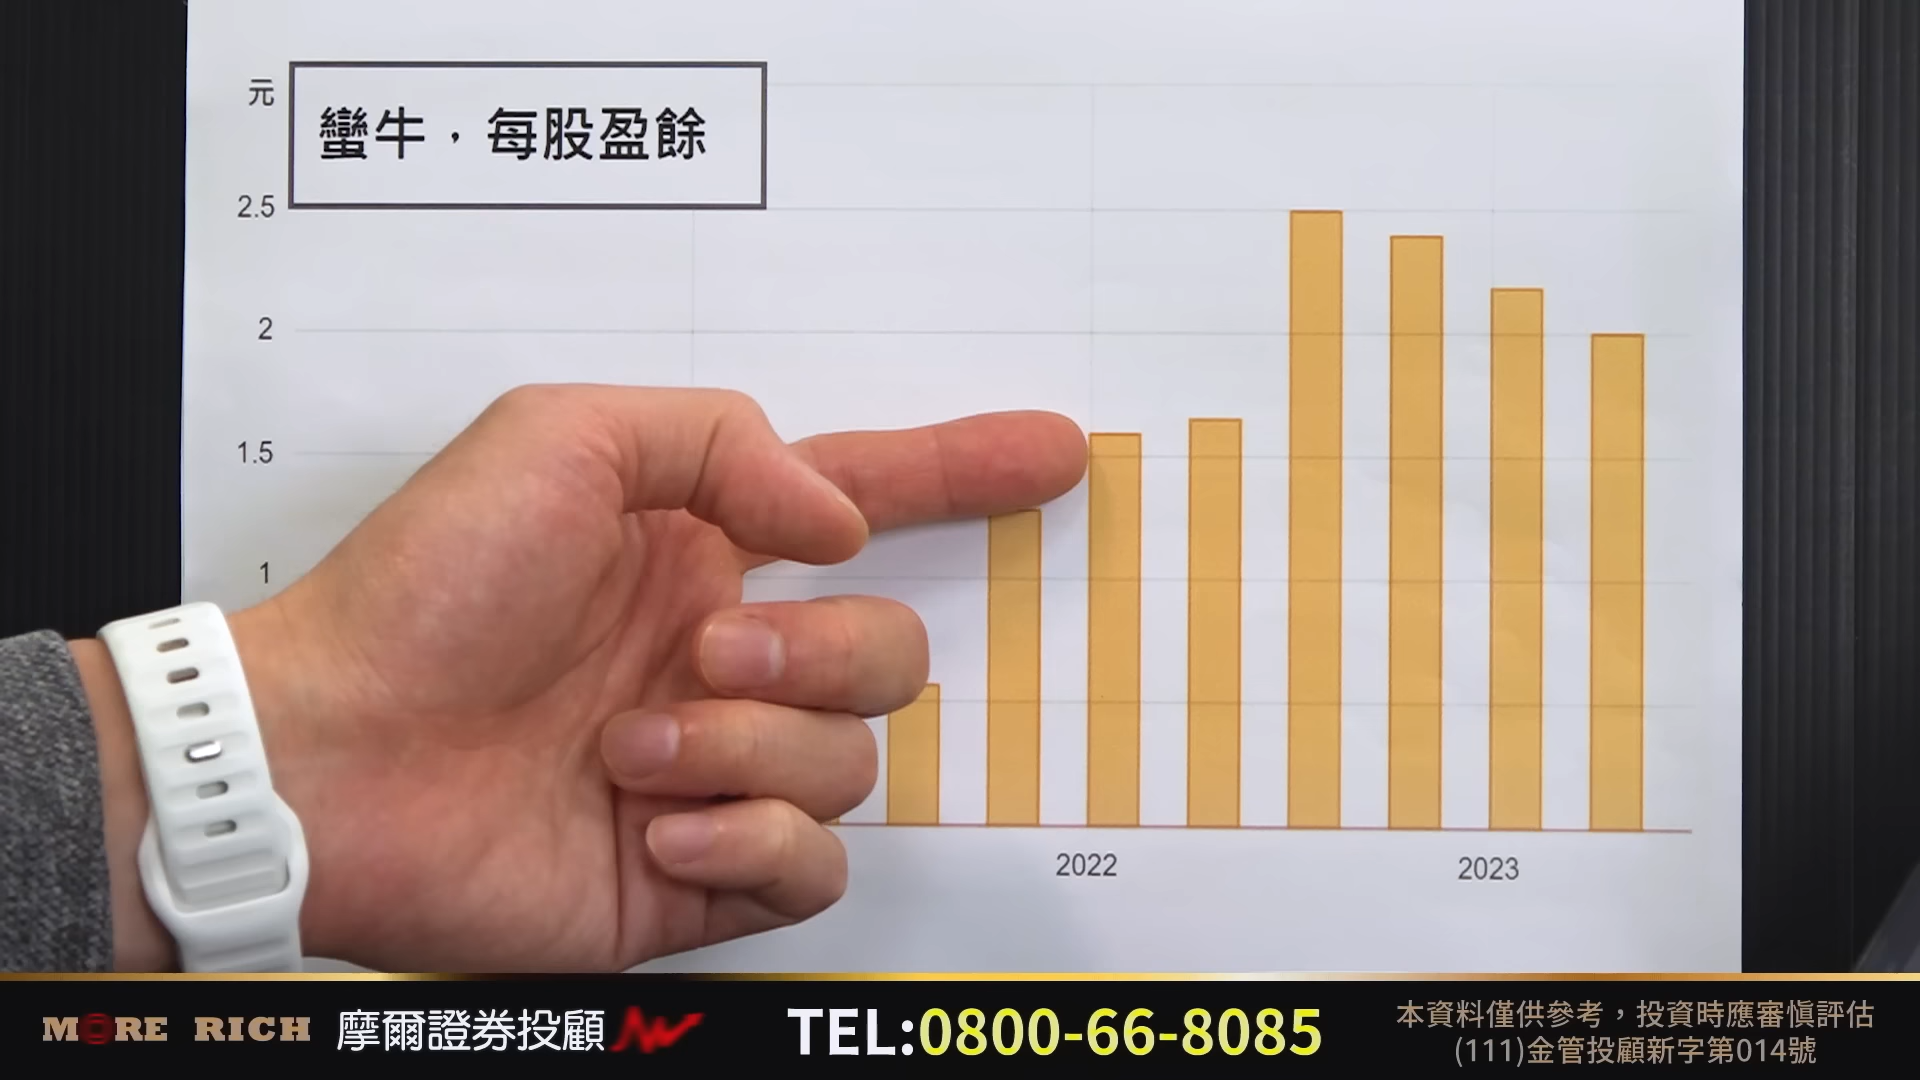 元
蠻牛，每股盈餘
2.5
2
1.5
1
2022
2023
MORE RICH 摩爾證券投顧
TEL:0800-66-8085
本資料僅供參考，投資時應審慎評估
(111)金管投顧新字第014號